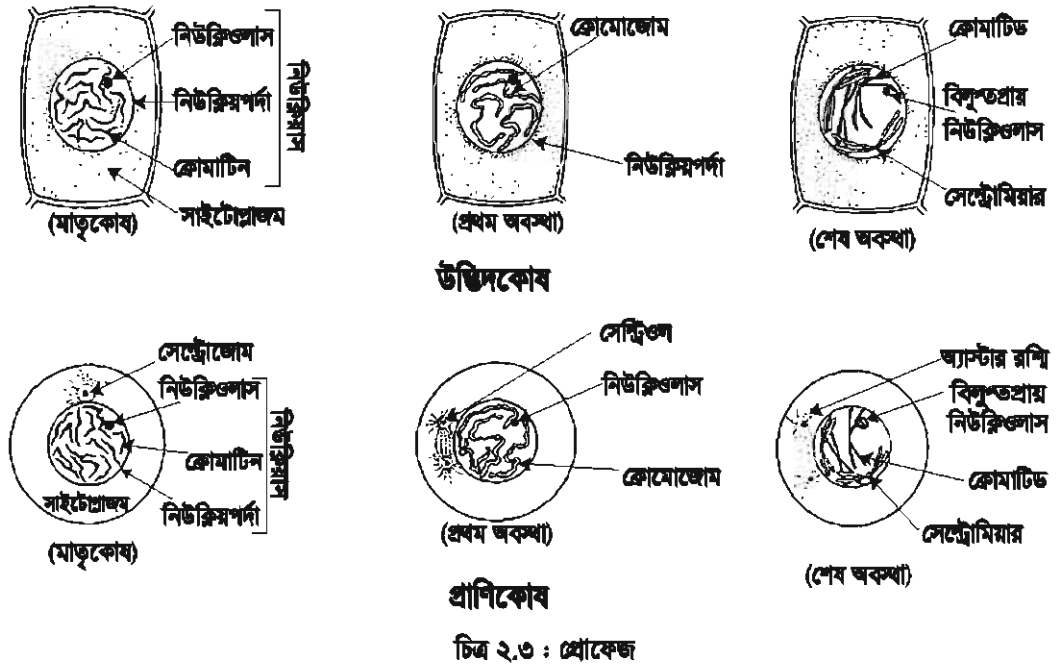 নিউক্লিওলাস
নিউক্লিয়পর্দা
ক্রোমাটিন
সাইটোপ্লাজম
নিউক্লিয়াস
(মাতৃকোষ)
ক্রোমোজোম
নিউক্লিয়পর্দা
(প্রথম অবস্থা)
ক্রোমাটিড
বিলুপ্তপ্রায়
নিউক্লিওলাস
সেন্ট্রোমিয়ার
(শেষ অবস্থা)
উদ্ভিদকোষ
সেন্ট্রোজোম
নিউক্লিওলাস
ক্রোমাটিন
সাইটোপ্লাজম
নিউক্লিয়পর্দা
নিউক্লিয়াস
(মাতৃকোষ)
সেন্ট্রিওল
নিউক্লিওলাস
ক্রোমোজোম
(প্রথম অবস্থা)
অ্যাস্টার রশ্মি
বিলুপ্তপ্রায়
নিউক্লিওলাস
ক্রোমাটিড
সেন্ট্রোমিয়ার
(শেষ অবস্থা)
প্রাণিকোষ
চিত্র ২.৩ : প্রোফেজ